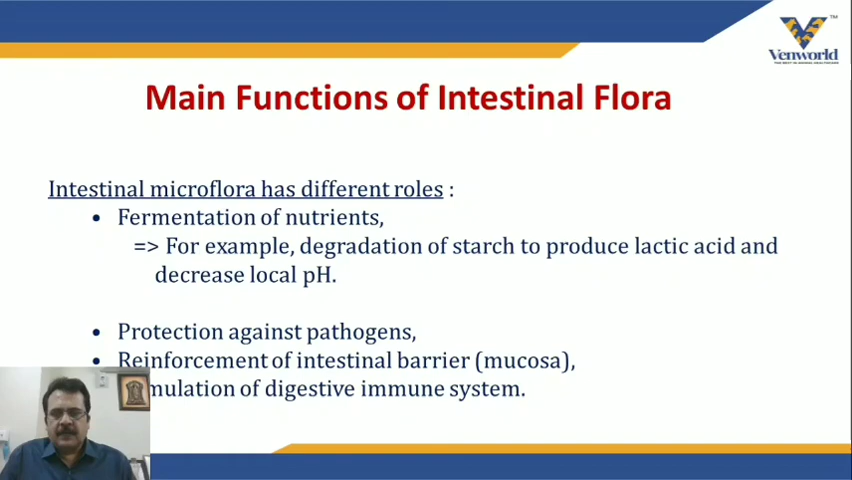 Venworld
TM
Main Functions of Intestinal Flora
Intestinal microflora has different roles :
• Fermentation of nutrients,
=> For example, degradation of starch to produce lactic acid and
decrease local pH.
• Protection against pathogens,
• Reinforcement of intestinal barrier (mucosa),
mulation of digestive immune system.